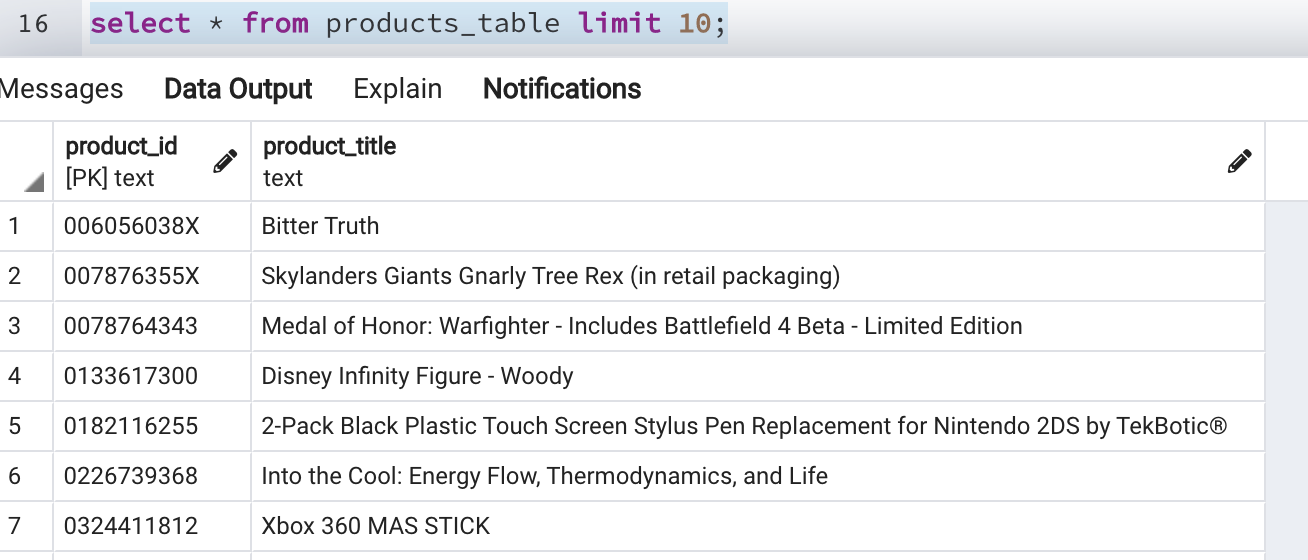 16 select * from products_table limit 10;
Messages Data Output Explain Notifications
product_id product_title
[PK] text text
1 006056038X Bitter Truth
2 007876355X Skylanders Giants Gnarly Tree Rex (in retail packaging)
3 0078764343 Medal of Honor: Warfighter - Includes Battlefield 4 Beta - Limited Edition
4 0133617300 Disney Infinity Figure - Woody
5 0182116255 2-Pack Black Plastic Touch Screen Stylus Pen Replacement for Nintendo 2DS by TekBotic®
6 0226739368 Into the Cool: Energy Flow, Thermodynamics, and Life
7 0324411812 Xbox 360 MAS STICK